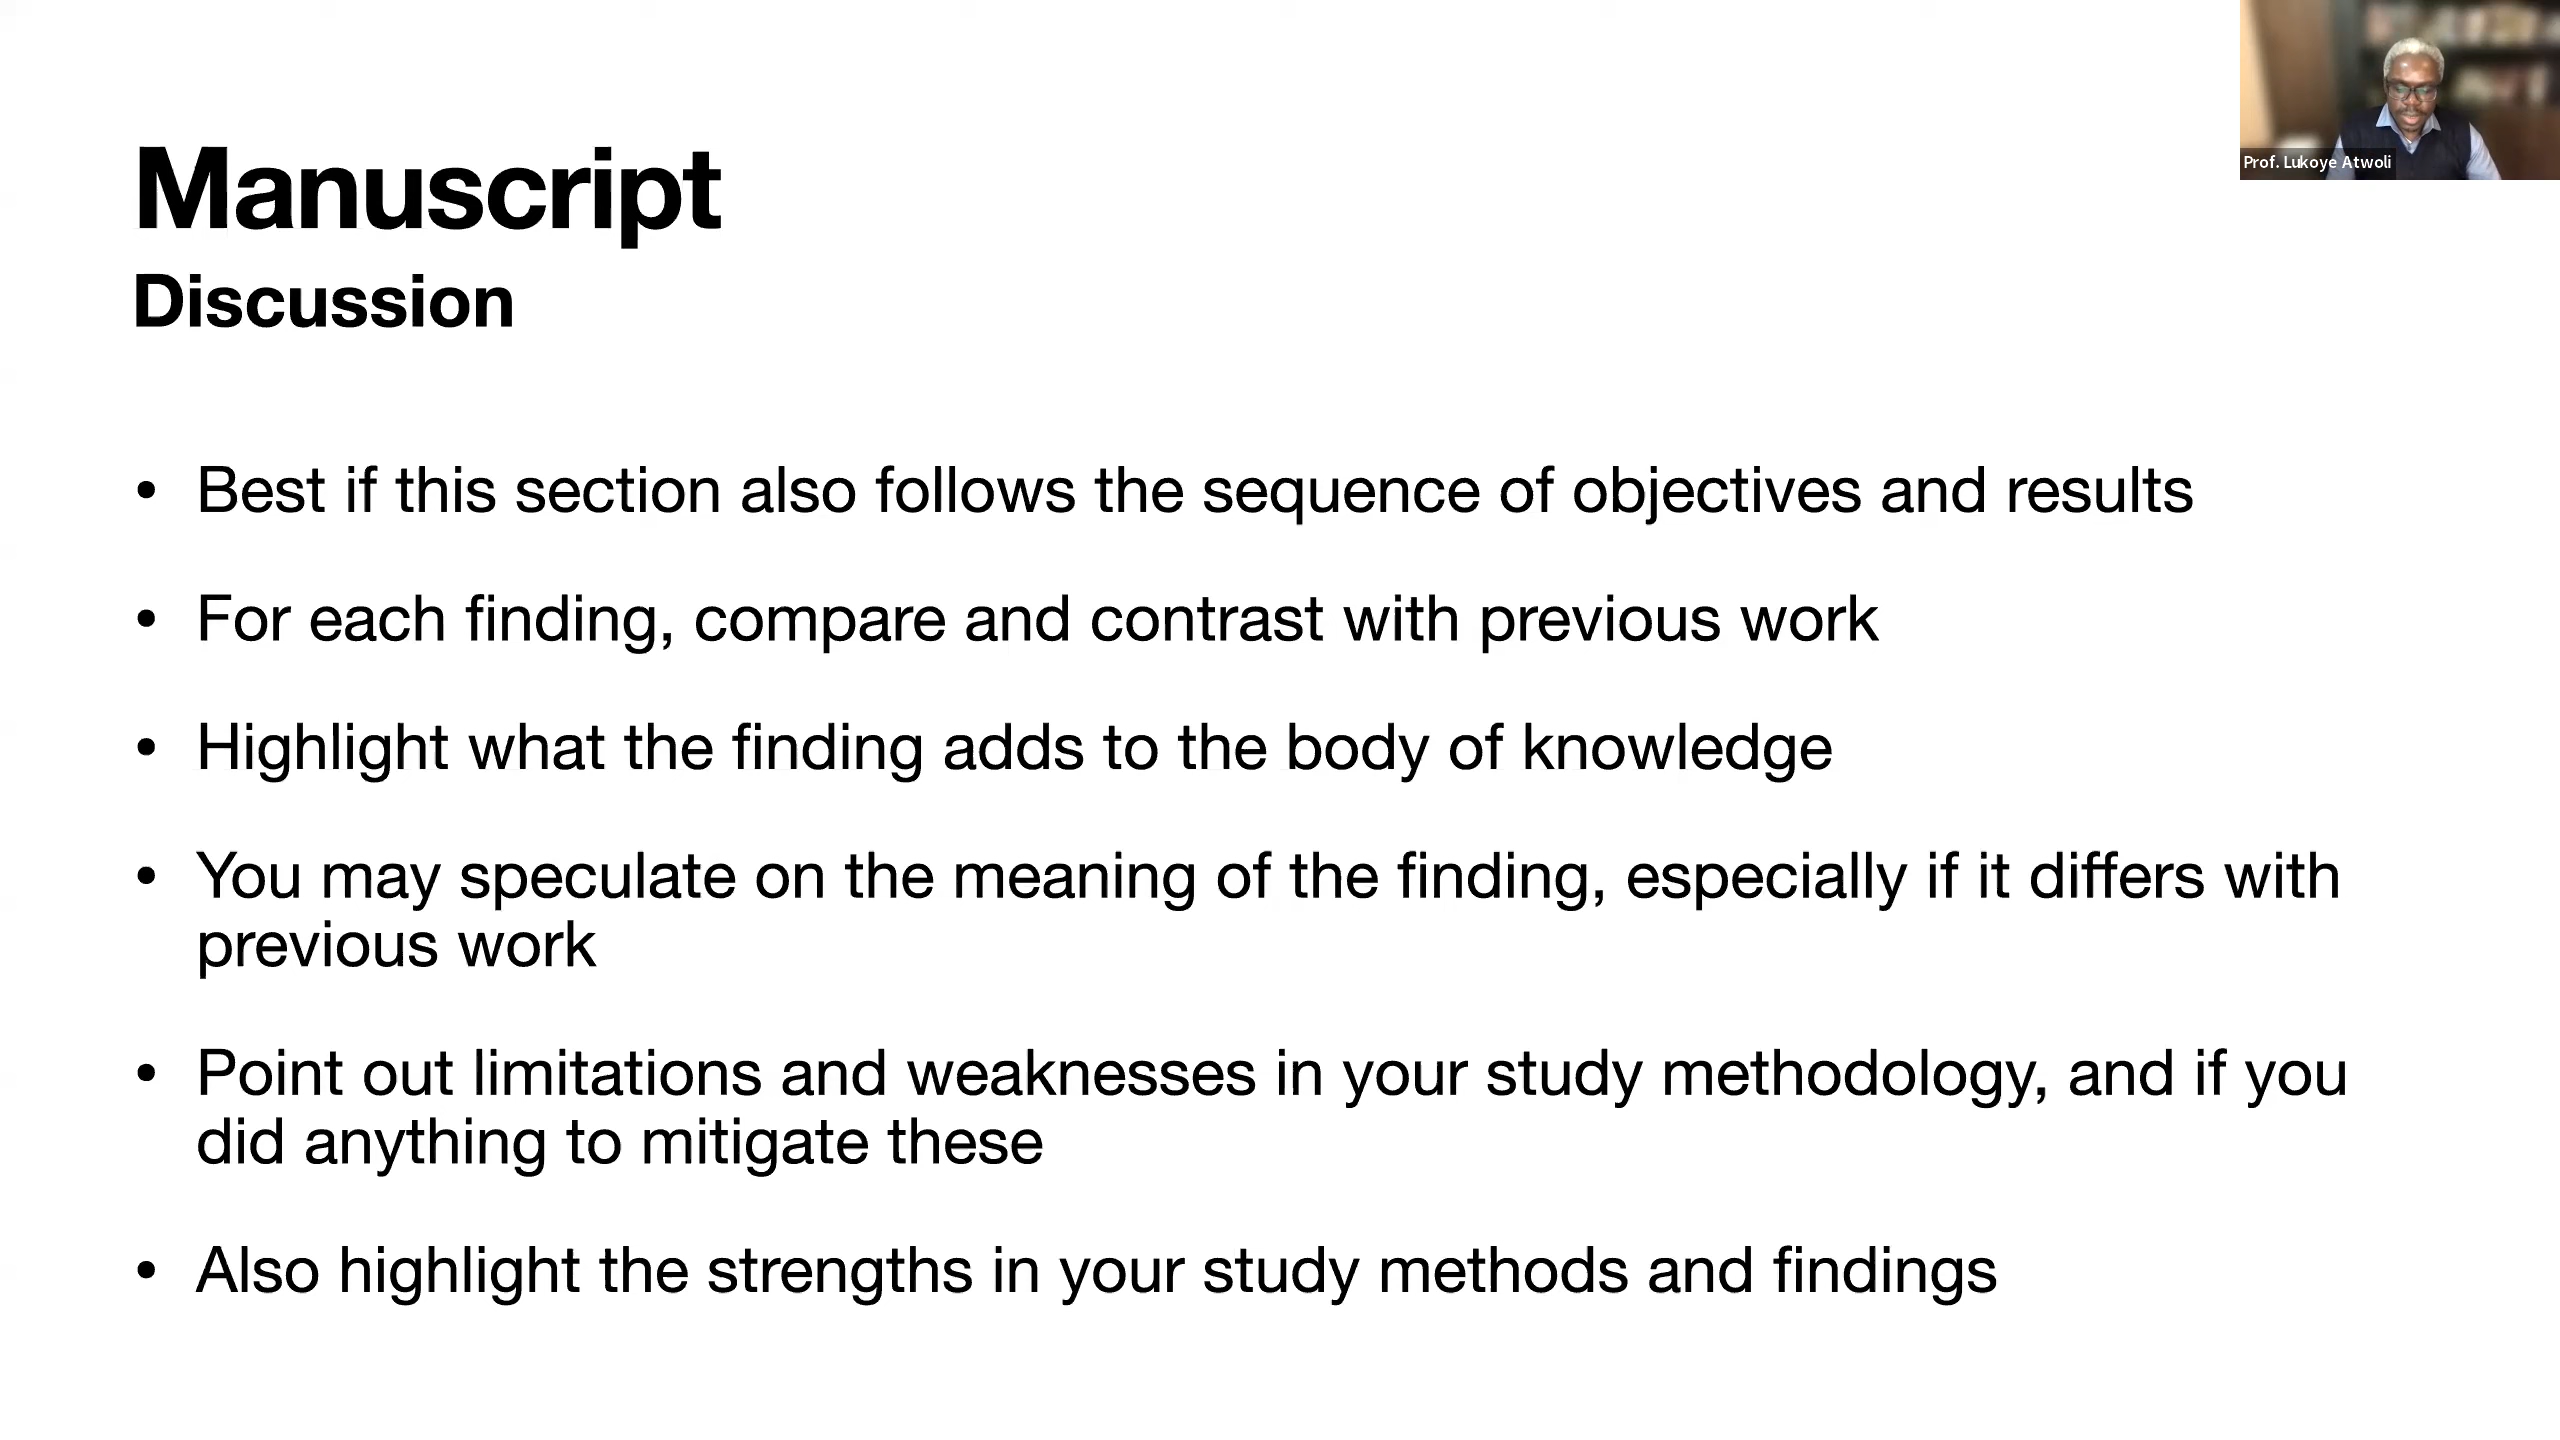 Manuscript
Discussion
• Best if this section also follows the sequence of objectives and results
• For each finding, compare and contrast with previous work
• Highlight what the finding adds to the body of knowledge
• You may speculate on the meaning of the finding, especially if it differs with
previous work
• Point out limitations and weaknesses in your study methodology, and if you
did anything to mitigate these
• Also highlight the strengths in your study methods and findings
Prof. Lukoye Atwoli